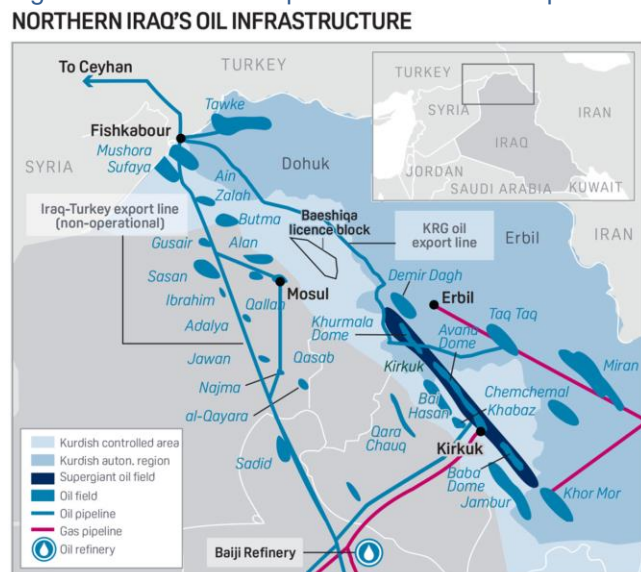 NORTHERN IRAQ'S OIL INFRASTRUCTURE
To Ceyhan
TURKEY
Tawke
Fishkabour
SYRIA
Mushora
Sufaya
Dohuk
Ain
Zalah
Iraq-Turkey export line
(non-operational)
Butma
Baeshiqa
licence block
KRG oil
export line
Erbil
IRAN
Gusair
Alan
Sasan
Ibrahim
Qallan
Mosul
Demir Dagh
Erbil
Adalya
Khurmala
Dome
Avana
Dome
Taq Taq
Jawan
Qasab
Kirkuk
Miran
Najma
Bai
Hasan
Chemchemal
Khabaz
al-Qayara
Qara
Chauq
Kirkuk
Sadid
Baba
Dome
Jambur
Khor Mor
Baiji Refinery
TURKEY
SYRIA
IRAN
IRAQ
JORDAN
SAUDI ARABIA
KUWAIT
Kurdish controlled area
Kurdish auton. region
Supergiant oil field
Oil field
Oil pipeline
Gas pipeline
Oil refinery